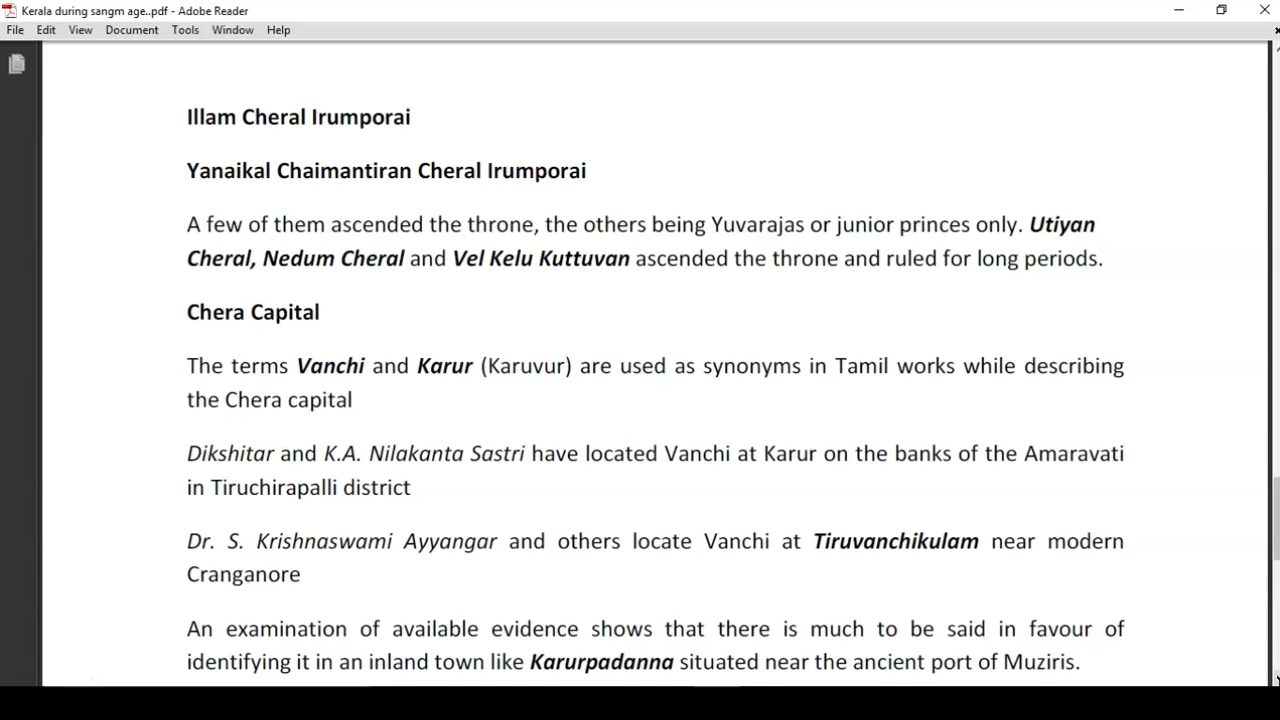 Kerala during sangm age..pdf - Adobe Reader
File Edit View Document Tools Window Help
Illam Cheral Irumporai
Yanaikal Chaimantiran Cheral Irumporai
A few of them ascended the throne, the others being Yuvarajas or junior princes only. Utiyan
Cheral, Nedum Cheral and Vel Kelu Kuttuvan ascended the throne and ruled for long periods.
Chera Capital
The terms Vanchi and Karur (Karuvur) are used as synonyms in Tamil works while describing
the Chera capital
Dikshitar and K.A. Nilakanta Sastri have located Vanchi at Karur on the banks of the Amaravati
in Tiruchirapalli district
Dr. S. Krishnaswami Ayyangar and others locate Vanchi at Tiruvanchikulam near modern
Cranganore
An examination of available evidence shows that there is much to be said in favour of
identifying it in an inland town like Karurpadanna situated near the ancient port of Muziris.